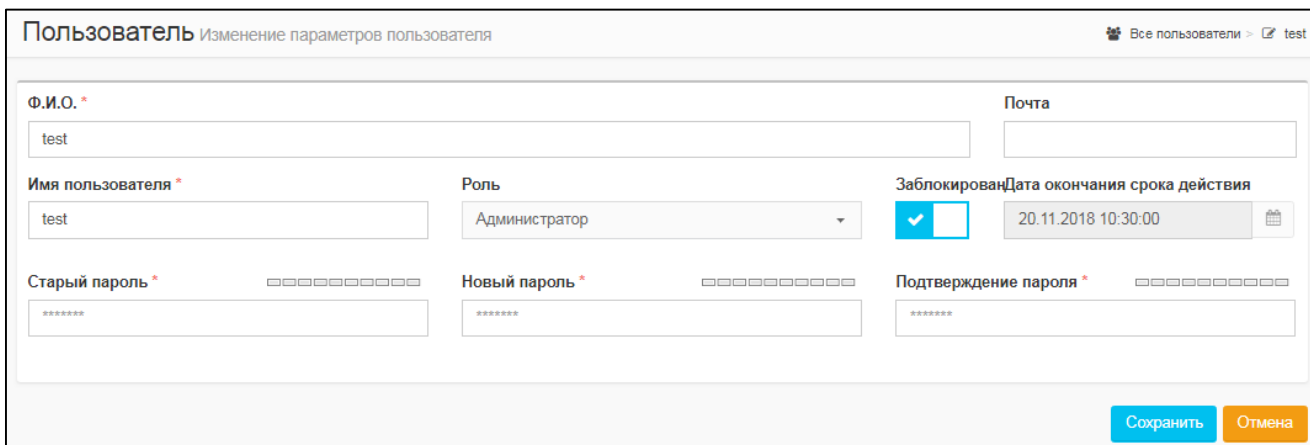 Пользователь Изменение параметров пользователя Все пользователи > test
Ф.И.О. * Почта
test
Имя пользователя * Роль Заблокирован Дата окончания срока действия
test Администратор 20.11.2018 10:30:00
Старый пароль * Новый пароль * Подтверждение пароля *
******* ******* *******
Сохранить Отмена